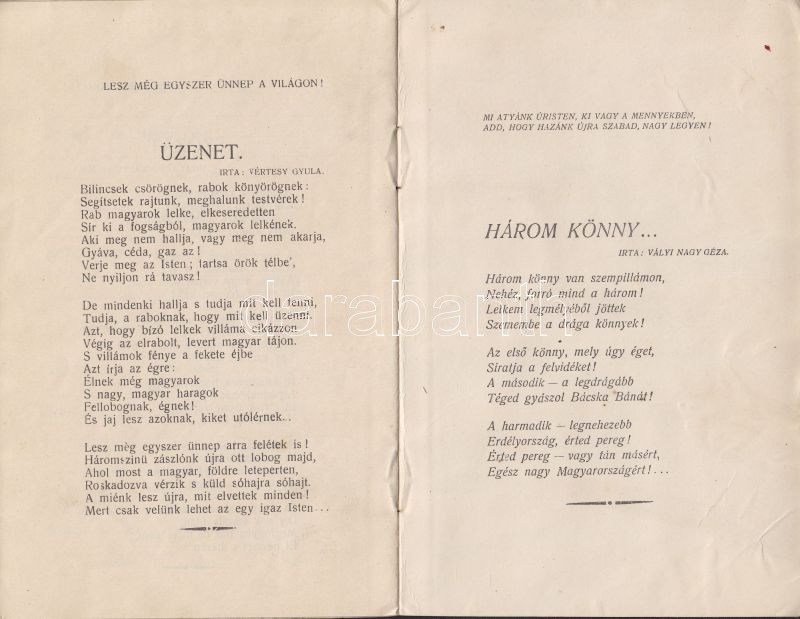 LESZ MÉG EGYSZER ÜNNEP A VILÁGON!
ÜZENET.
IRTA: VÉRTESY GYULA.
Bilincsek csörögnek, rabok könyörögnek:
Segítsetek rajtunk, meghalunk testvérek!
Rab magyarok lelke, elkeseredetten
Sír ki a fogságból, magyarok lelkének.
Aki meg nem hallja, vagy meg nem akarja,
Gyáva, céda, gaz az!
Verje meg az Isten; tartsa örök télbe',
Ne nyiljon rá tavasz!
De mindenki hallja s tudja mit kell tenni,
Tudja, a raboknak, hogy mit kell üzenni.
Azt, hogy bízó lelkek villáma cikázzon
Végig az elrabolt, levert magyar tájon.
S villámok fénye a fekete éjbe
Azt írja az égre:
Élnek még magyarok
S nagy, magyar haragok
Fellobognak, égnek!
És jaj lesz azoknak, kiket utólérnek...
Lesz még egyszer ünnep arra felétek is!
Háromszinü zászlónk újra ott lobog majd,
Ahol most a magyar, földre leteperten,
Roskadozva vérzik s küld sóhajra sóhajt.
A miénk lesz újra, mit elvettek minden!
Mert csak velünk lehet az egy igaz Isten...
MI ATYÁNK ÚRISTEN, KI VAGY A MENNYEKBEN,
ADD, HOGY HAZÁNK ÚJRA SZABAD, NAGY LEGYEN!
HÁROM KÖNNY...
IRTA: VÁLYI NAGY GÉZA.
Három könny van szempillámon,
Nehéz, forró mind a három!
Lelkem legmélyéből jöttek
Szemembe a drága könnyek!
Az első könny, mely úgy éget,
Siratja a felvidéket!
A második — a legdrágább
Téged gyászol Bácska Bánát!
A harmadik — legnehezebb
Erdélyország, érted pereg!
Érted pereg — vagy tán másért,
Egész nagy Magyarországért!...
darabanth